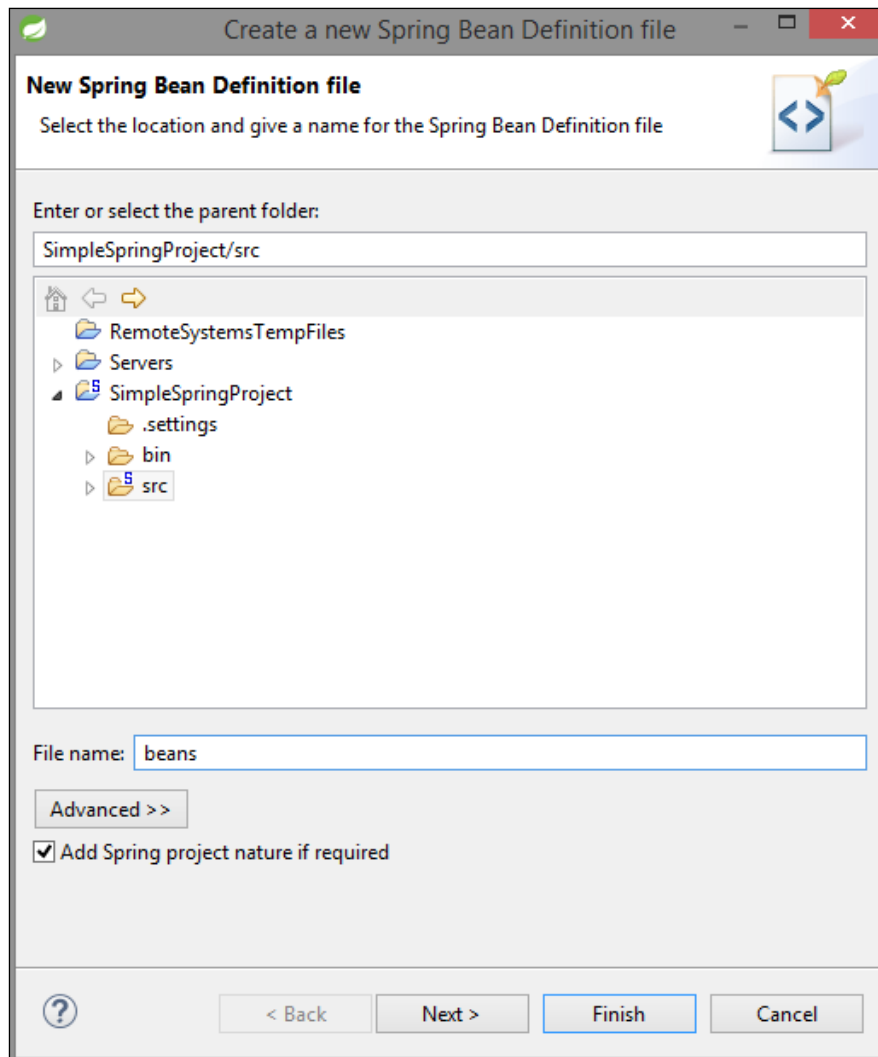 Create a new Spring Bean Definition file
New Spring Bean Definition file
Select the location and give a name for the Spring Bean Definition file
Enter or select the parent folder:
SimpleSpringProject/src
RemoteSystemsTempFiles
Servers
S SimpleSpringProject
.settings
bin
S src
File name: beans
Advanced >>
Add Spring project nature if required
? < Back Next > Finish Cancel